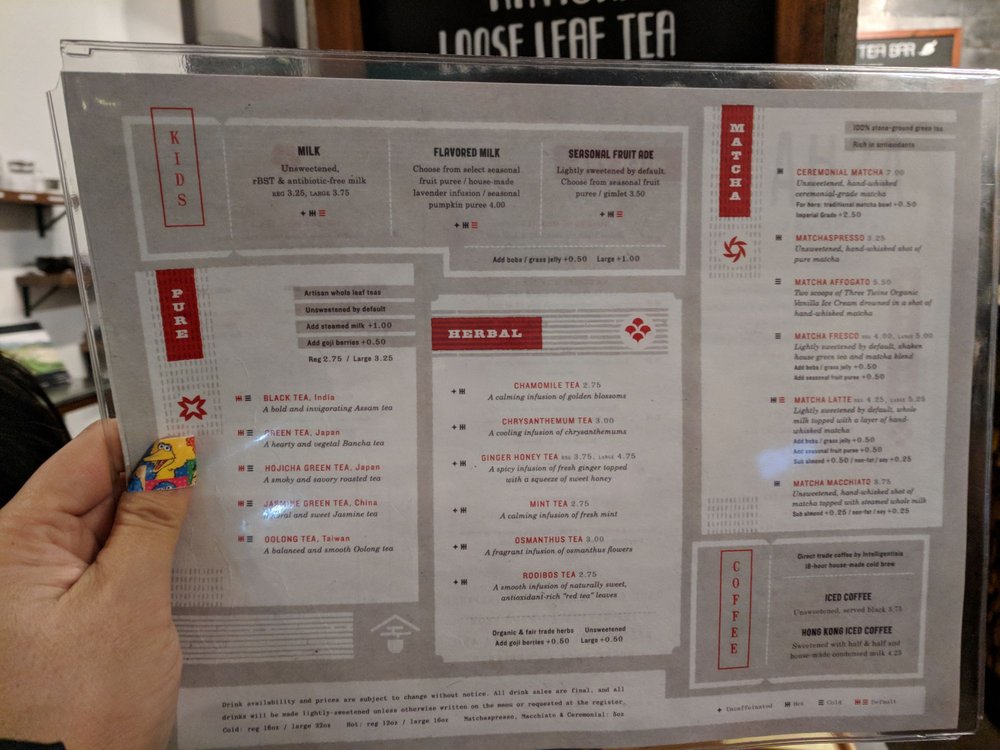 LOOSE LEAF TEA
TEA BAR
KIDS
MILK
Unsweetened,
rBST & antibiotic-free milk
REG 3.25, LARGE 3.75
FLAVORED MILK
Choose from select seasonal
fruit puree / house-made
lavender infusion / seasonal
pumpkin puree 4.00
SEASONAL FRUIT ADE
Lightly sweetened by default.
Choose from seasonal fruit
puree / gimlet 3.50
Add boba / grass jelly +0.50 Large +1.00
PURE
Artisan whole leaf teas
Unsweetened by default
Add steamed milk +1.00
Add goji berries +0.50
Reg 2.75 / Large 3.25
BLACK TEA, India
A bold and invigorating Assam tea
GREEN TEA, Japan
A hearty and vegetal Bancha tea
HOJICHA GREEN TEA, Japan
A smoky and savory roasted tea
JASMINE GREEN TEA, China
Floral and sweet Jasmine tea
OOLONG TEA, Taiwan
A balanced and smooth Oolong tea
HERBAL
CHAMOMILE TEA 2.75
A calming infusion of golden blossoms
CHRYSANTHEMUM TEA 3.00
A cooling infusion of chrysanthemums
GINGER HONEY TEA REG 3.75, LARGE 4.75
A spicy infusion of fresh ginger topped
with a squeeze of sweet honey
MINT TEA 2.75
A calming infusion of fresh mint
OSMANTHUS TEA 3.00
A fragrant infusion of osmanthus flowers
ROOIBOS TEA 2.75
A smooth infusion of naturally sweet,
antioxidant-rich "red tea" leaves
Organic & fair trade herbs Unsweetened
Add goji berries +0.50 Large +0.50
MATCHA
100% stone-ground green tea
Rich in antioxidants
CEREMONIAL MATCHA 7.00
Unsweetened, hand-whisked
ceremonial-grade matcha
For here: traditional matcha bowl +0.50
Imperial Grade +2.50
MATCHASPRESSO 3.25
Unsweetened, hand-whisked shot of
pure matcha
MATCHA AFFOGATO 5.50
Two scoops of Three Twins Organic
Vanilla Ice Cream drowned in a shot of
hand-whisked matcha
MATCHA FRESCO REG 4.00, LARGE 5.00
Lightly sweetened by default, shaken
house green tea and matcha blend
Add boba / grass jelly +0.50
Add seasonal fruit puree +0.50
MATCHA LATTE REG 4.25, LARGE 5.25
Lightly sweetened by default, whole
milk topped with a layer of hand-
whisked matcha
Add boba / grass jelly +0.50
Add seasonal fruit puree +0.50
Sub almond +0.50 / non-fat / soy +0.25
MATCHA MACCHIATO 3.75
Unsweetened, hand-whisked shot of
matcha topped with steamed whole milk
Sub almond +0.25 / non-fat / soy +0.25
COFFEE
Direct trade coffee by Intelligentsia
18-hour house-made cold brew
ICED COFFEE
Unsweetened, served black 3.75
HONG KONG ICED COFFEE
Sweetened with half & half and
house-made condensed milk 4.25
Drink availability and prices are subject to change without notice. All drink sales are final, and all
drinks will be made lightly-sweetened unless otherwise written on the menu or requested at the register.
Cold: reg 16oz / large 22oz Hot: reg 12oz / large 16oz Matchaspresso, Macchiato & Ceremonial: 8oz
Uncaffeinated Hot Cold Default